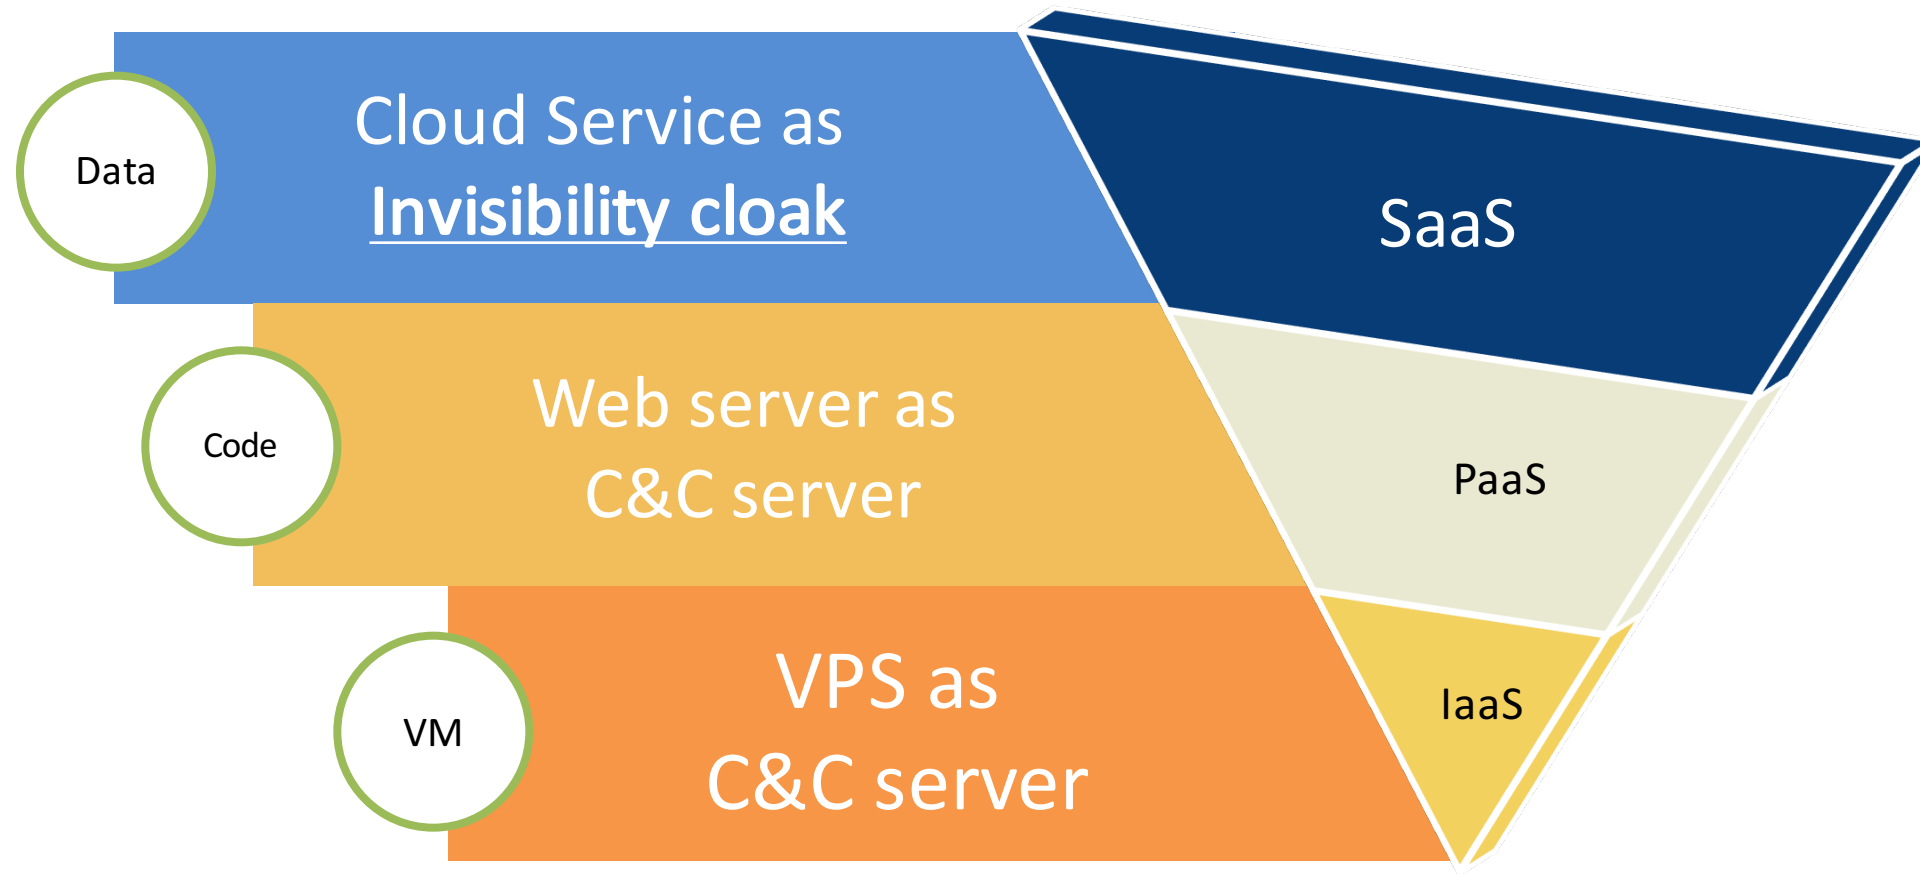 Data
Cloud Service as
Invisibility cloak
SaaS
Code
Web server as
C&C server
PaaS
VM
VPS as
C&C server
IaaS